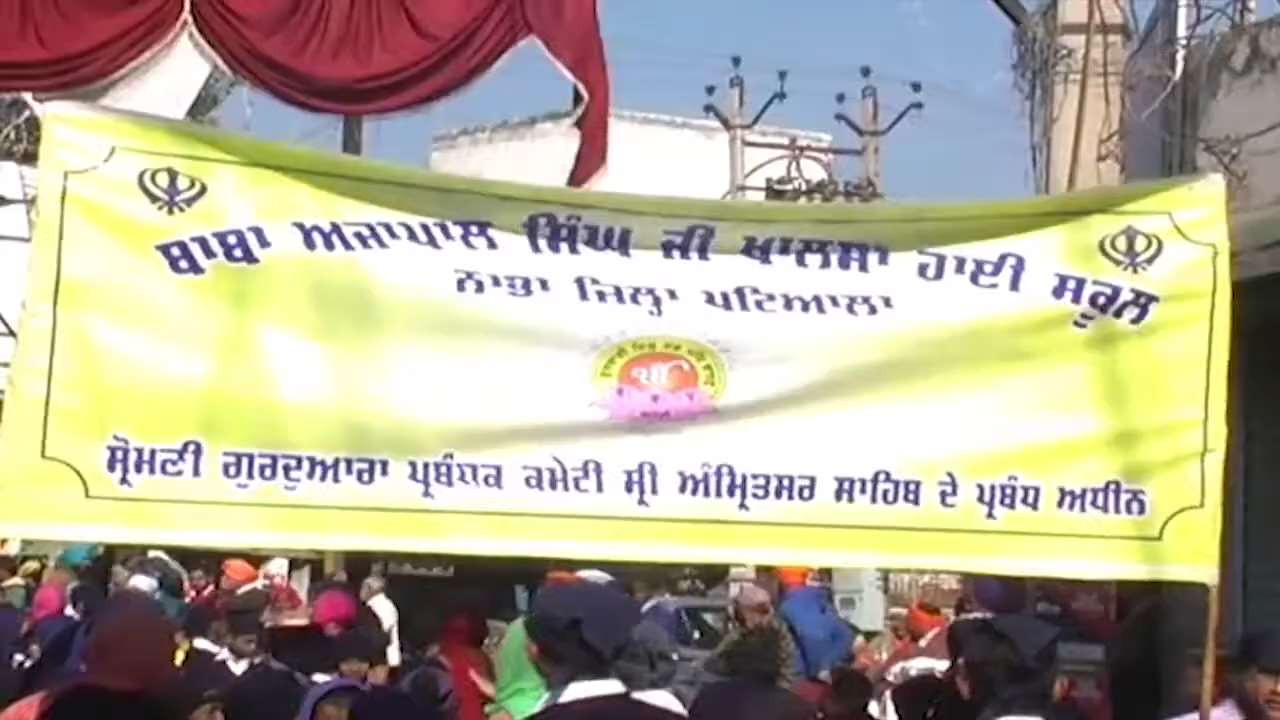 ਬਾਬਾ ਅਜਾਪਾਲ ਸਿੰਘ ਜੀ ਖਾਲਸਾ ਹਾਈ ਸਕੂਲ
ਨਾਭਾ ਜਿਲ੍ਹਾ ਪਟਿਆਲਾ
ੴ
ਸ਼੍ਰੋਮਣੀ ਗੁਰਦੁਆਰਾ ਪ੍ਰਬੰਧਕ ਕਮੇਟੀ ਸ੍ਰੀ ਅੰਮ੍ਰਿਤਸਰ ਸਾਹਿਬ ਦੇ ਪ੍ਰਬੰਧ ਅਧੀਨ